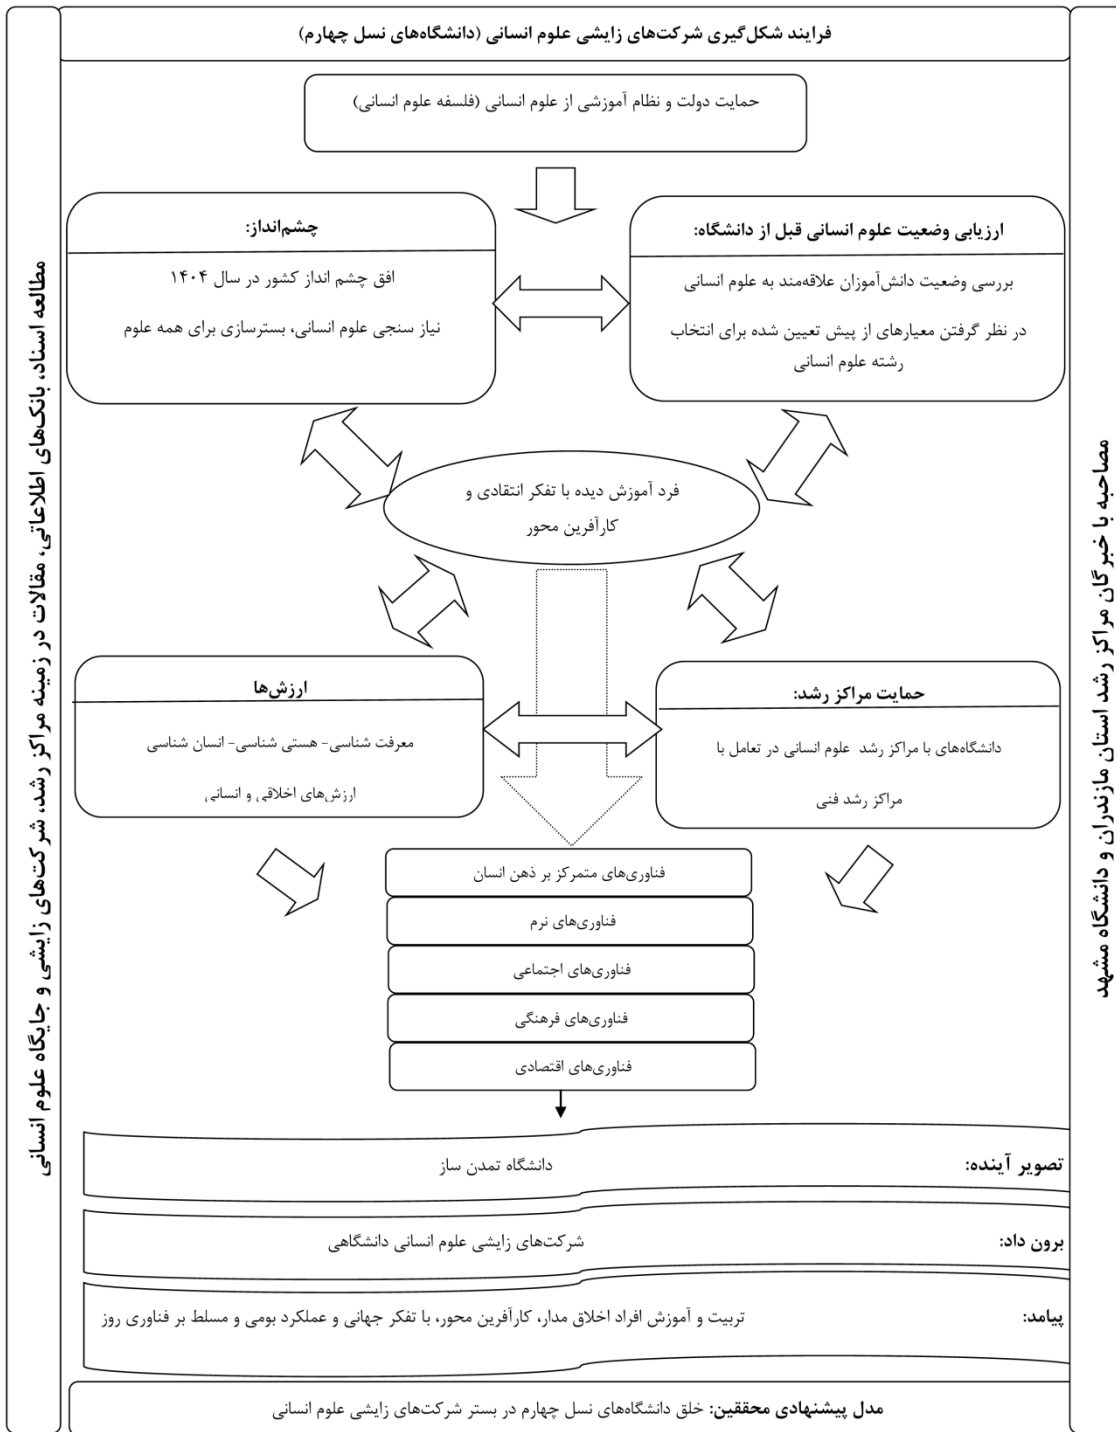 فرایند شکل‌گیری شرکت‌های زایشی علوم انسانی (دانشگاه‌های نسل چهارم)
حمایت دولت و نظام آموزشی از علوم انسانی (فلسفه علوم انسانی)
ارزیابی وضعیت علوم انسانی قبل از دانشگاه:
بررسی وضعیت دانش‌آموزان علاقه‌مند به علوم انسانی
در نظر گرفتن معیارهای از پیش تعیین شده برای انتخاب
رشته علوم انسانی
چشم‌انداز:
افق چشم انداز کشور در سال ۱۴۰۴
نیاز سنجی علوم انسانی، بسترسازی برای همه علوم
فرد آموزش دیده با تفکر انتقادی و
کارآفرین محور
حمایت مراکز رشد:
دانشگاه‌های با مراکز رشد علوم انسانی در تعامل با
مراکز رشد فنی
ارزش‌ها
معرفت شناسی- هستی شناسی- انسان شناسی
ارزش‌های اخلاقی و انسانی
فناوری‌های متمرکز بر ذهن انسان
فناوری‌های نرم
فناوری‌های اجتماعی
فناوری‌های فرهنگی
فناوری‌های اقتصادی
تصویر آینده: دانشگاه تمدن ساز
برون داد: شرکت‌های زایشی علوم انسانی دانشگاهی
پیامد: تربیت و آموزش افراد اخلاق مدار، کارآفرین محور، با تفکر جهانی و عملکرد بومی و مسلط بر فناوری روز
مدل پیشنهادی محققین: خلق دانشگاه‌های نسل چهارم در بستر شرکت‌های زایشی علوم انسانی
مصاحبه با خبرگان مراکز رشد استان مازندران و دانشگاه مشهد
مطالعه اسناد، بانک‌های اطلاعاتی، مقالات در زمینه مراکز رشد، شرکت‌های زایشی و جایگاه علوم انسانی